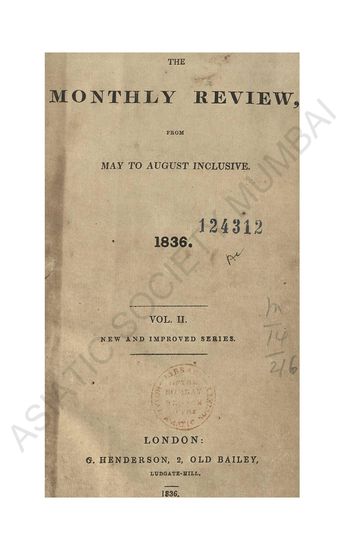 THE
MONTHLY REVIEW,
FROM
MAY TO AUGUST INCLUSIVE.
124312
1836.
VOL. II.
NEW AND IMPROVED SERIES.
BOMBAY
LONDON:
G. HENDERSON, 2, OLD BAILEY,
LUDGATE-HILL.
1836.
ASIATIC SOCIETY MUMBAI